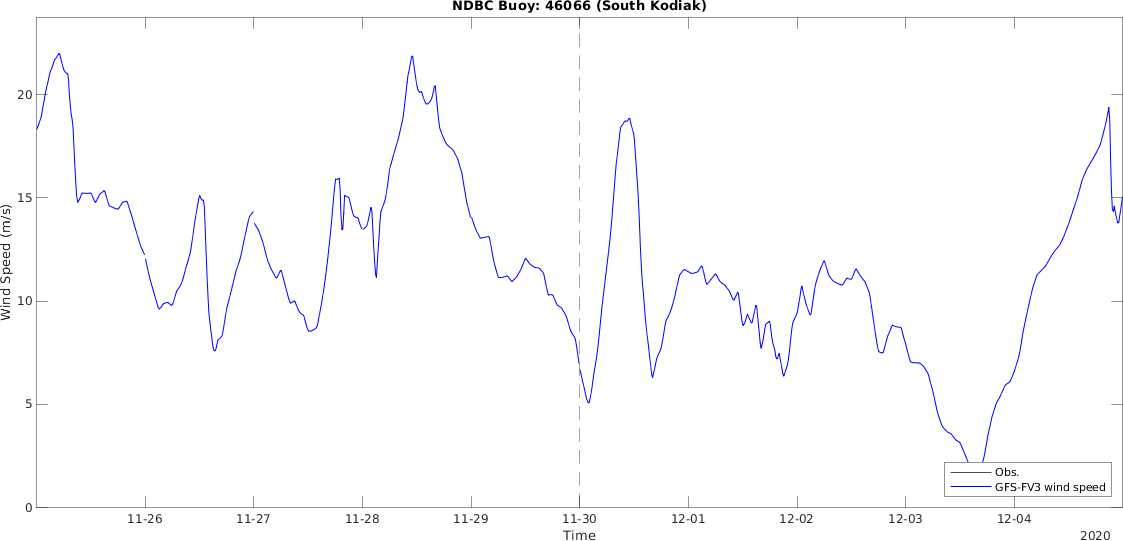 NDBC Buoy: 46066 (South Kodiak)
Wind Speed (m/s)
20
15
10
5
0
Obs.
GFS-FV3 wind speed
11-26 11-27 11-28 11-29 11-30 12-01 12-02 12-03 12-04
Time
2020